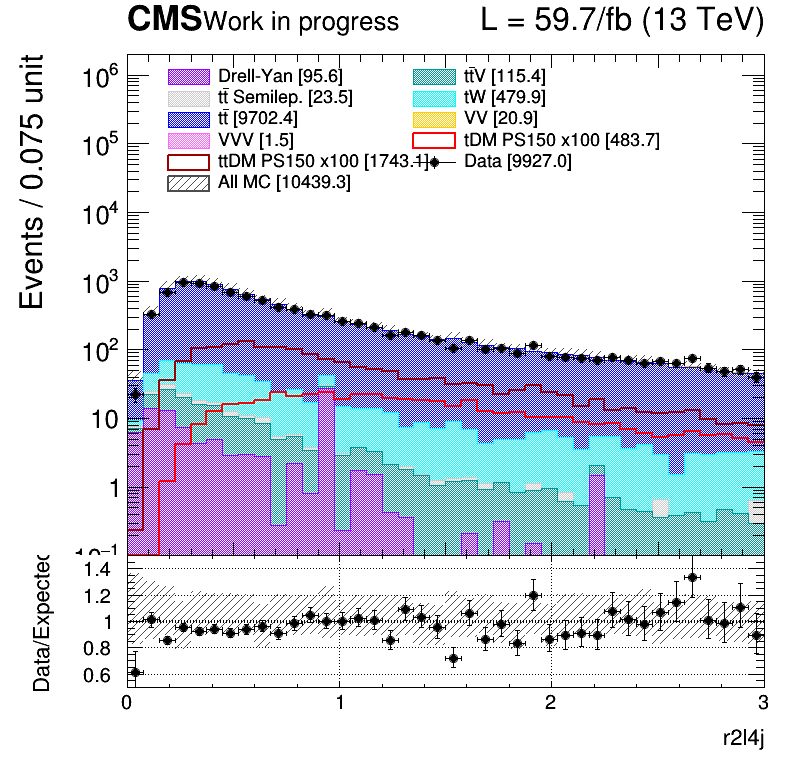 CMS Work in progress L = 59.7/fb (13 TeV)
Events / 0.075 unit
10⁶
10⁵
10⁴
10³
10²
10
1
10⁻¹
Drell-Yan [95.6]
tt̄V [115.4]
tt̄ Semilep. [23.5]
tW [479.9]
tt̄ [9702.4]
VV [20.9]
VVV [1.5]
tDM PS150 x100 [483.7]
ttDM PS150 x100 [1743.1]
Data [9927.0]
All MC [10439.3]
Data/Expected
1.4
1.2
1
0.8
0.6
0 1 2 3
r2l4j